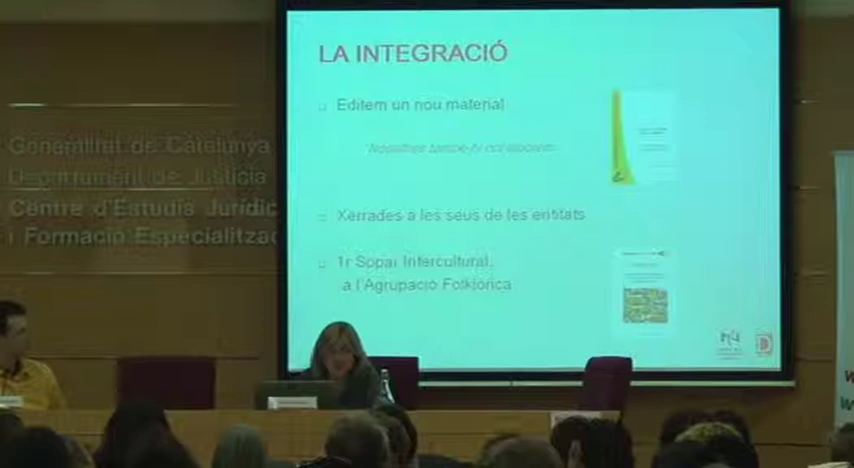 LA INTEGRACIÓ
Editem un nou material
Xerrades a les seus de les entitats
1r Sopar Intercultural,
a l'Agrupació Folklòrica
Generalitat de Catalunya
Departament de Justícia
Centre d'Estudis Jurídic
i Formació Especialitzac